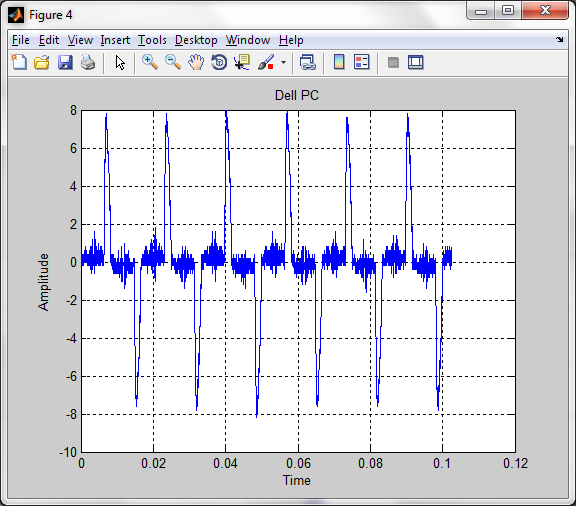 Figure 4
File Edit View Insert Tools Desktop Window Help
Dell PC
8
6
4
2
0
-2
-4
-6
-8
-10
Amplitude
0 0.02 0.04 0.06 0.08 0.1 0.12
Time